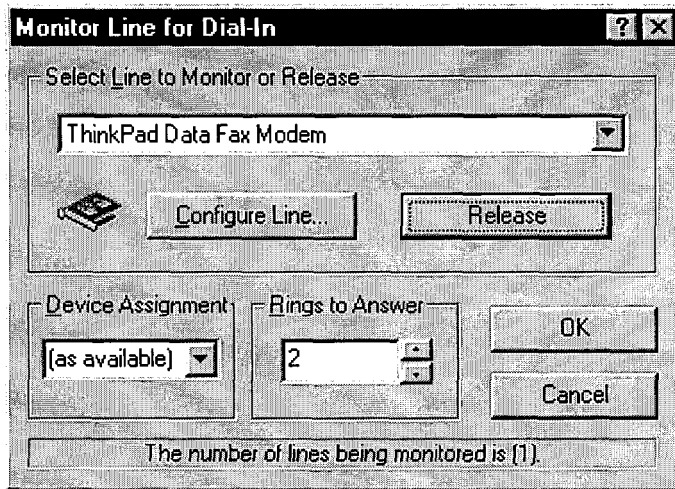 Monitor Line for Dial-In
Select Line to Monitor or Release
ThinkPad Data Fax Modem
Configure Line...
Release
Device Assignment
(as available)
Rings to Answer
2
OK
Cancel
The number of lines being monitored is (1).